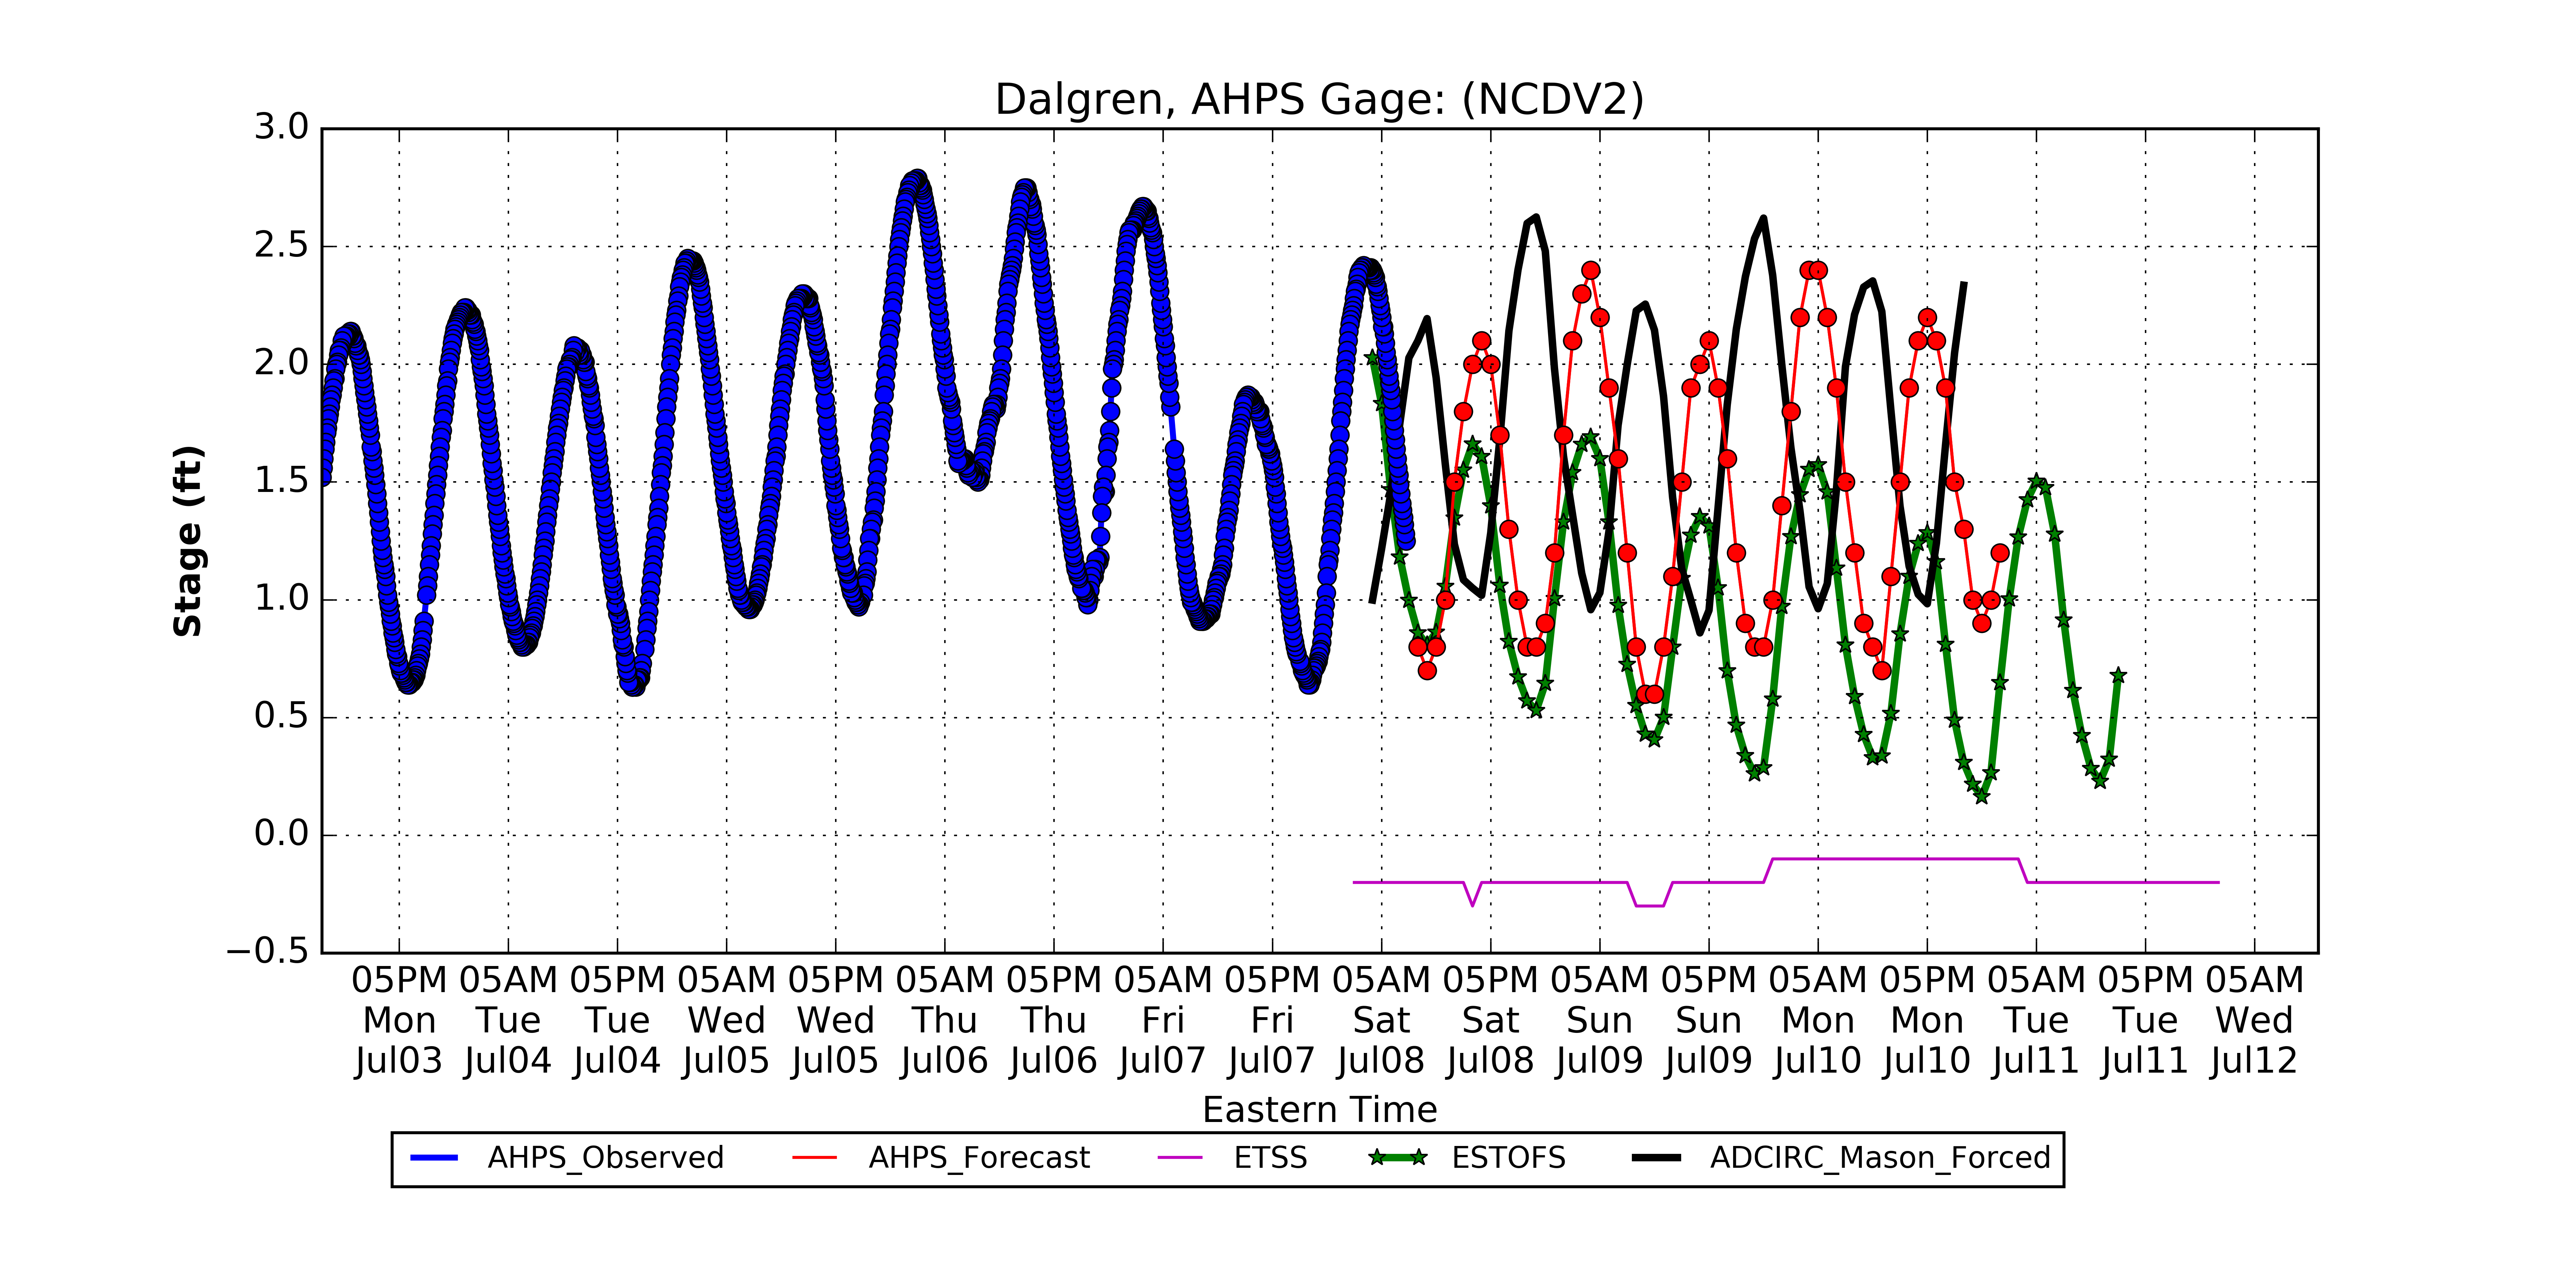 Dalgren, AHPS Gage: (NCDV2)
3.0
2.5
2.0
1.5
1.0
0.5
0.0
−0.5
Stage (ft)
05PM 05AM 05PM 05AM 05PM 05AM 05PM 05AM 05PM 05AM 05PM 05AM 05PM 05AM 05PM 05AM 05PM 05AM
Mon Tue Tue Wed Wed Thu Thu Fri Fri Sat Sat Sun Sun Mon Mon Tue Tue Wed
Jul03 Jul04 Jul04 Jul05 Jul05 Jul06 Jul06 Jul07 Jul07 Jul08 Jul08 Jul09 Jul09 Jul10 Jul10 Jul11 Jul11 Jul12
Eastern Time
AHPS_Observed AHPS_Forecast ETSS ESTOFS ADCIRC_Mason_Forced